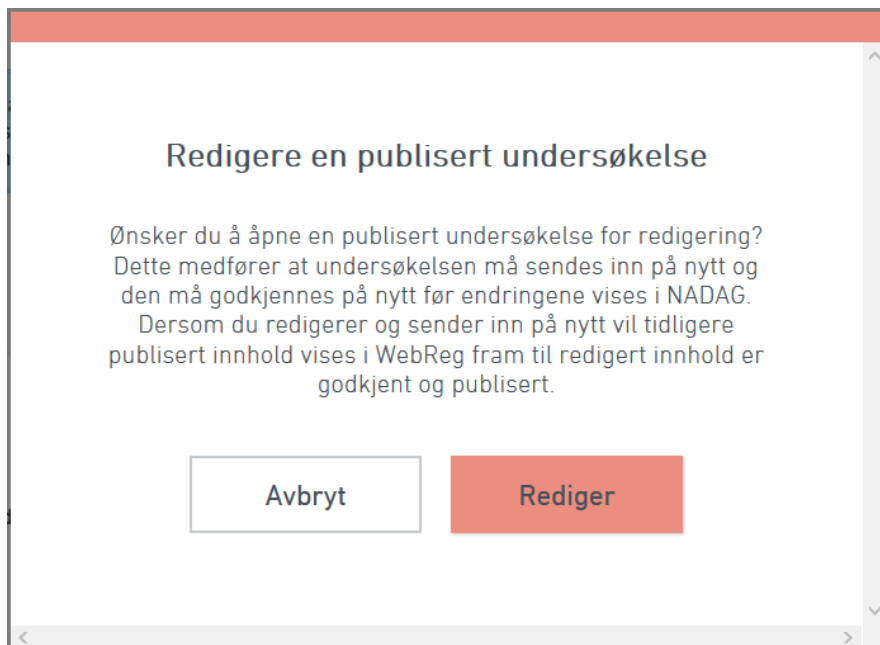 Redigere en publisert undersøkelse
Ønsker du å åpne en publisert undersøkelse for redigering?
Dette medfører at undersøkelsen må sendes inn på nytt og
den må godkjennes på nytt før endringene vises i NADAG.
Dersom du redigerer og sender inn på nytt vil tidligere
publisert innhold vises i WebReg fram til redigert innhold er
godkjent og publisert.
Avbryt
Rediger